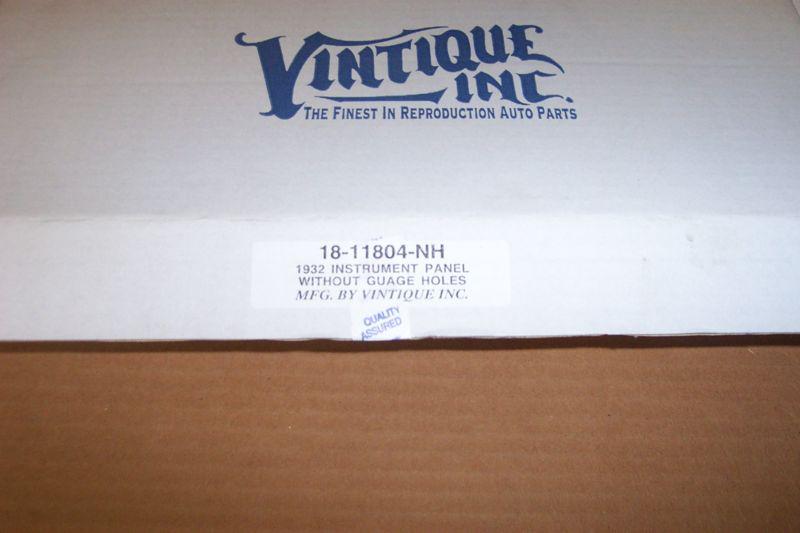 VINTIQUE
INC.
THE FINEST IN REPRODUCTION AUTO PARTS
18-11804-NH
1932 INSTRUMENT PANEL
WITHOUT GUAGE HOLES
MFG. BY VINTIQUE INC.
QUALITY
ASSURED